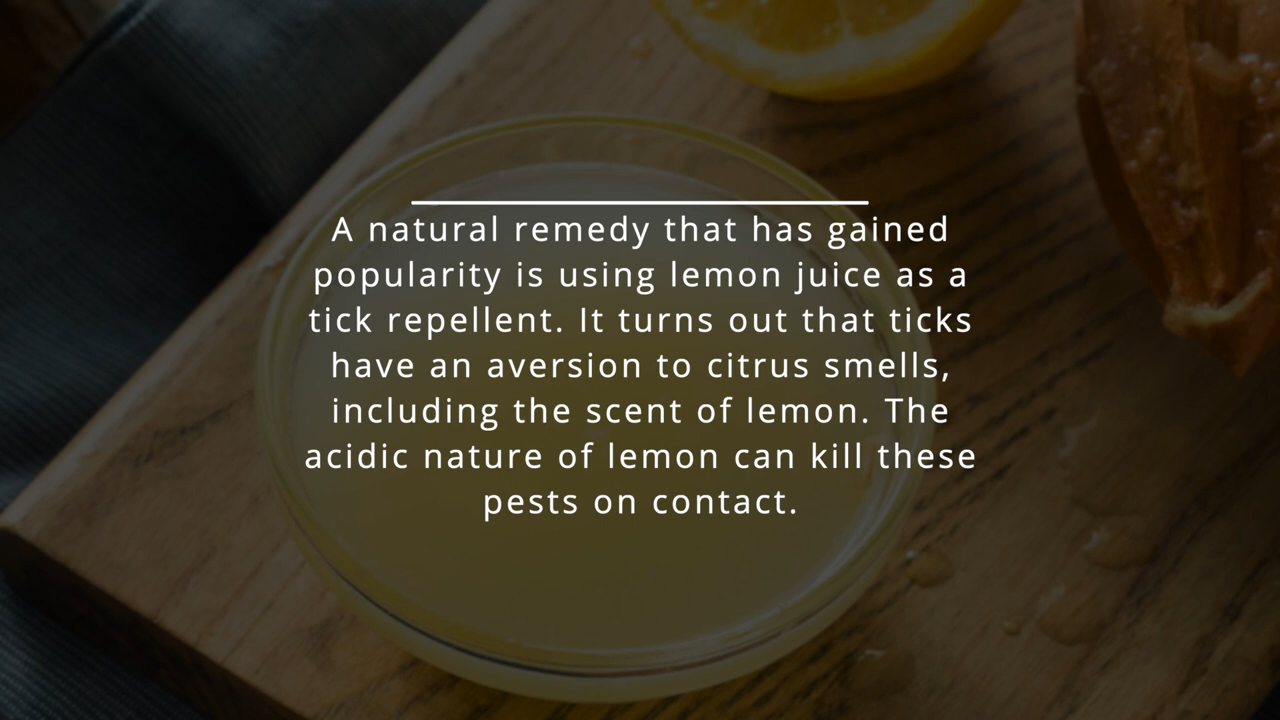 A natural remedy that has gained
popularity is using lemon juice as a
tick repellent. It turns out that ticks
have an aversion to citrus smells,
including the scent of lemon. The
acidic nature of lemon can kill these
pests on contact.